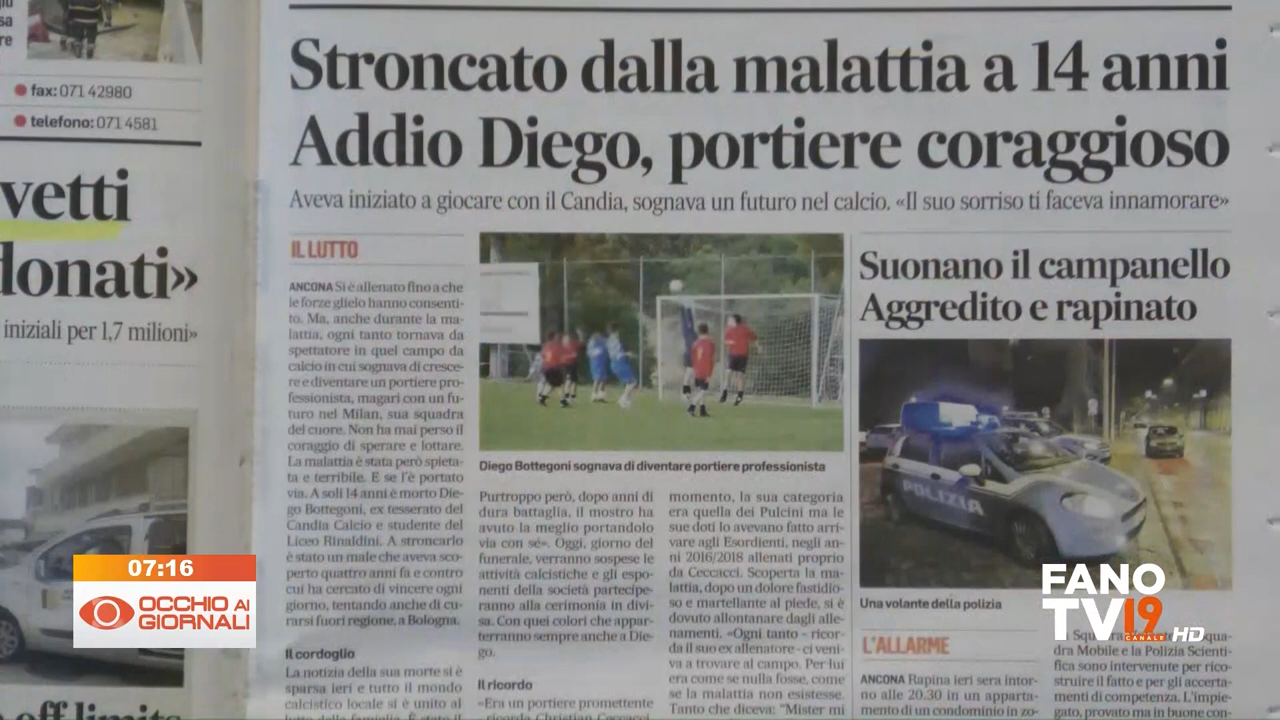 sa
re
fax: 071 42980
telefono: 071 4581
vetti
donati»
iniziali per 1,7 milioni»
off limits
Stroncato dalla malattia a 14 anni
Addio Diego, portiere coraggioso
Aveva iniziato a giocare con il Candia, sognava un futuro nel calcio. «Il suo sorriso ti faceva innamorare»
IL LUTTO
ANCONA Si è allenato fino a che
le forze glielo hanno consenti-
to. Ma, anche durante la ma-
lattia, ogni tanto tornava da
spettatore in quel campo da
calcio in cui sognava di cresce-
re e diventare un portiere pro-
fessionista, magari con un fu-
turo nel Milan, sua squadra
del cuore. Non ha mai perso il
coraggio di sperare e lottare.
La malattia è stata però spieta-
ta e terribile. E se l'è portato
via. A soli 14 anni è morto Die-
go Bottegoni, ex tesserato del
Candia Calcio e studente del
Liceo Rinaldini. A stroncarlo
è stato un male che aveva sco-
perto quattro anni fa e contro
cui ha cercato di vincere ogni
giorno, tentando anche di cu-
rarsi fuori regione, a Bologna.
Il cordoglio
La notizia della sua morte si è
sparsa ieri e tutto il mondo
calcistico locale si è unito al
lutto della famiglia. È stato il
Diego Bottegoni sognava di diventare portiere professionista
Purtroppo però, dopo anni di
dura battaglia, il mostro ha
avuto la meglio portandolo
via con sé». Oggi, giorno del
funerale, verranno sospese le
attività calcistiche e gli espo-
nenti della società partecipe-
ranno alla cerimonia in divi-
sa. Con quei colori che appar-
terranno sempre anche a Die-
go.
Il ricordo
«Era un portiere promettente
- ricorda Christian Ceccacci
momento, la sua categoria
era quella dei Pulcini ma le
sue doti lo avevano fatto arri-
vare agli Esordienti, negli an-
ni 2016/2018 allenati proprio
da Ceccacci. Scoperta la ma-
lattia, dopo un dolore fastidio-
so e martellante al piede, si è
dovuto allontanare dagli alle-
namenti. «Ogni tanto - ricor-
da il suo ex allenatore - ci veni-
va a trovare al campo. Per lui
era come se nulla fosse, come
se la malattia non esistesse.
Tanto che diceva: "Mister mi
Suonano il campanello
Aggredito e rapinato
POLIZIA
Una volante della polizia
L'ALLARME
ANCONA Rapina ieri sera intor-
no alle 20.30 in un apparta-
mento di un condominio in zo-
dra Mobile e la Polizia Scienti-
fica sono intervenute per rico-
struire il fatto e per gli accerta-
menti di competenza. L'impie-
gato, provato ma in buone con-
07:16
OCCHIO AI
GIORNALI
FANO
TV19
CANALE
HD